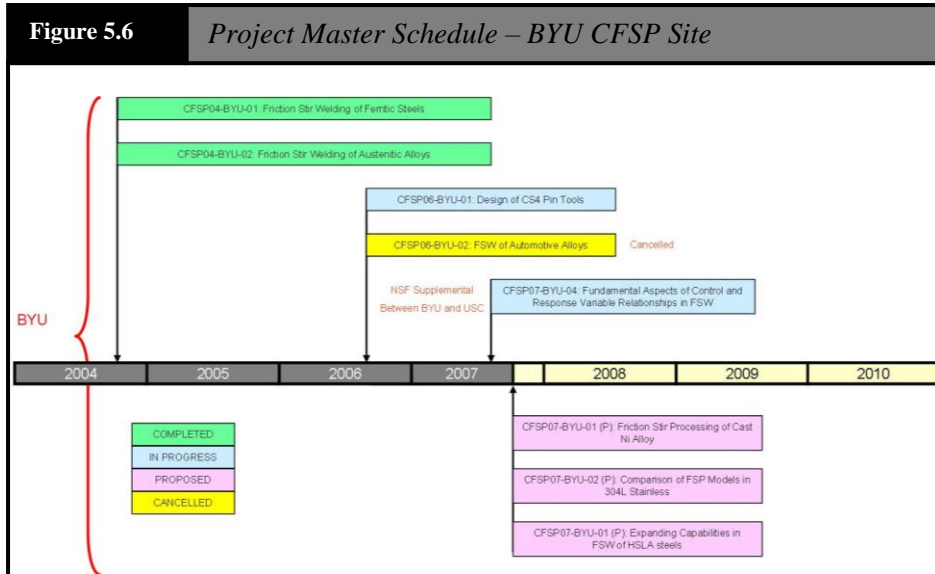 Figure 5.6
Project Master Schedule – BYU CFSP Site
CFSP04-BYU-01: Friction Stir Welding of Ferritic Steels
CFSP04-BYU-02: Friction Stir Welding of Austenitic Alloys
CFSP06-BYU-01: Design of CS4 Pin Tools
CFSP06-BYU-02: FSW of Automotive Alloys
Cancelled
NSF Supplemental
Between BYU and USC
CFSP07-BYU-04: Fundamental Aspects of Control and
Response Variable Relationships in FSW
BYU
2004
2005
2006
2007
2008
2009
2010
COMPLETED
IN PROGRESS
PROPOSED
CANCELLED
CFSP07-BYU-01 (P): Friction Stir Processing of Cast
Ni Alloy
CFSP07-BYU-02 (P): Comparison of FSP Models in
304L Stainless
CFSP07-BYU-01 (P): Expanding Capabilities in
FSW of HSLA steels